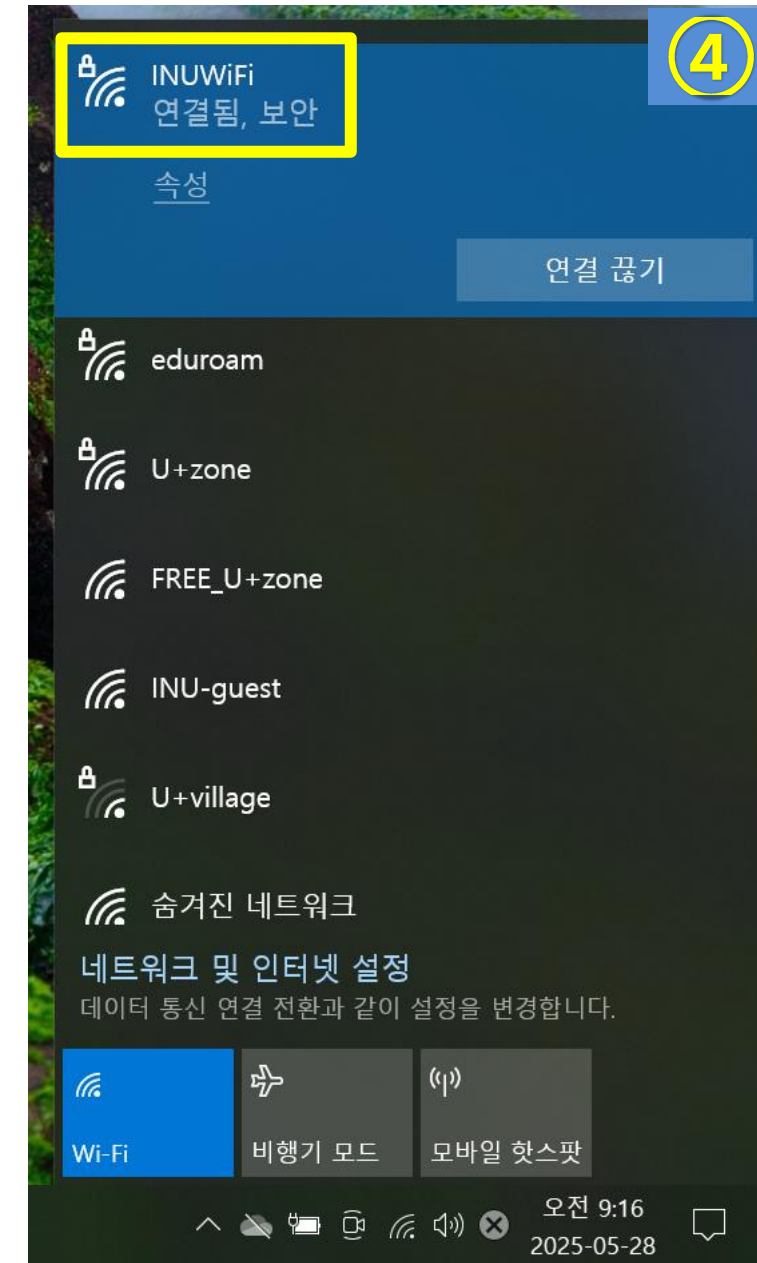 ④
INUWiFi
연결됨, 보안
속성
연결 끊기
eduroam
U+zone
FREE_U+zone
INU-guest
U+village
숨겨진 네트워크
네트워크 및 인터넷 설정
데이터 통신 연결 전환과 같이 설정을 변경합니다.
Wi-Fi
비행기 모드
모바일 핫스팟
오전 9:16
2025-05-28